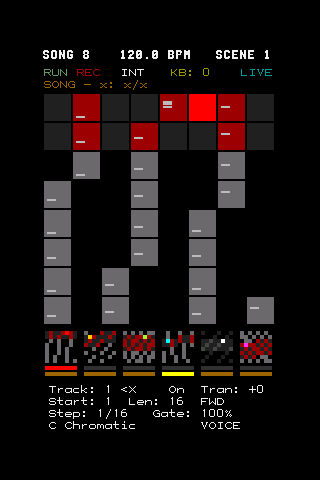 SONG 8 120.0 BPM SCENE 1
RUN REC INT KB: O LIVE
SONG - x: x/x
Track: 1 <X On Tran: +0
Start: 1 Len: 16 FWD
Step: 1/16 Gate: 100%
C Chromatic VOICE